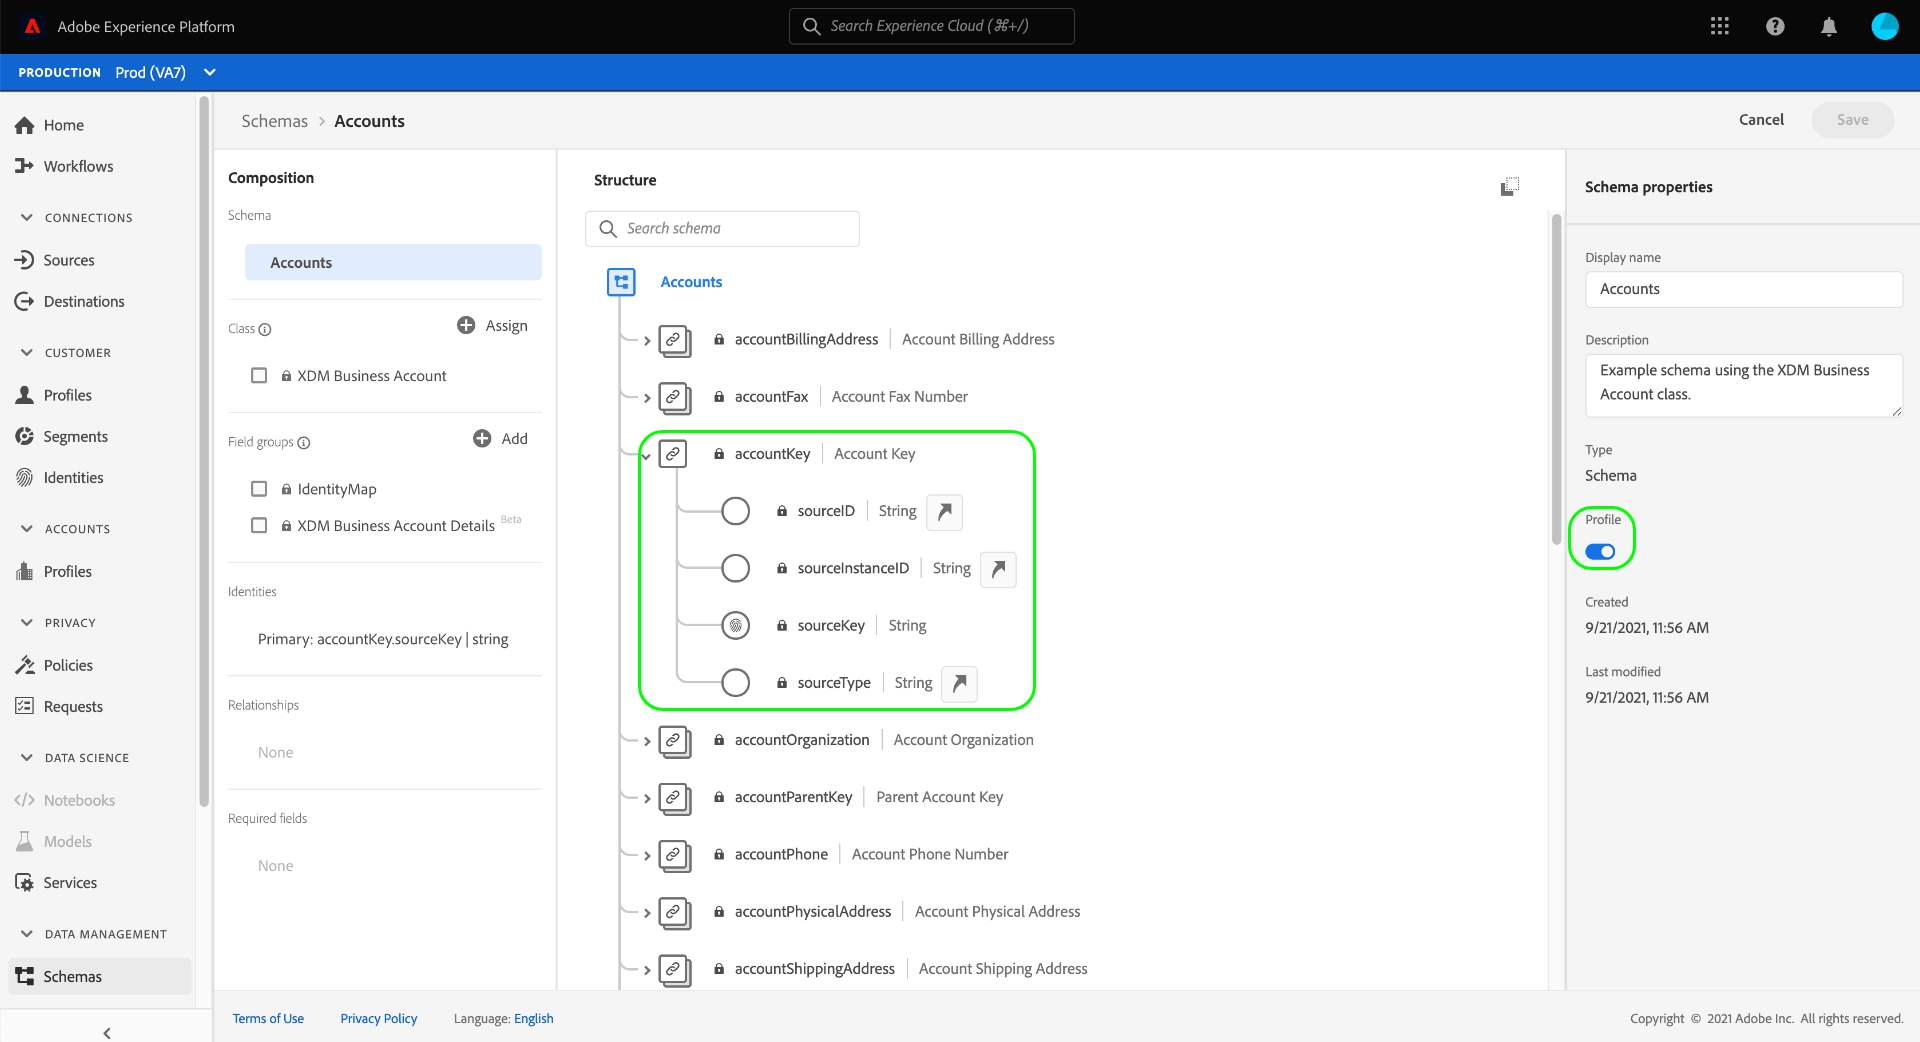 Adobe Experience Platform
Search Experience Cloud (⌘+/)
PRODUCTION Prod (VA7)
Home
Workflows
CONNECTIONS
Sources
Destinations
CUSTOMER
Profiles
Segments
Identities
ACCOUNTS
Profiles
PRIVACY
Policies
Requests
DATA SCIENCE
Notebooks
Models
Services
DATA MANAGEMENT
Schemas
Schemas > Accounts
Cancel
Save
Composition
Schema
Accounts
Class
Assign
XDM Business Account
Field groups
Add
IdentityMap
XDM Business Account Details Beta
Identities
Primary: accountKey.sourceKey | string
Relationships
None
Required fields
None
Structure
Search schema
Accounts
accountBillingAddress | Account Billing Address
accountFax | Account Fax Number
accountKey | Account Key
sourceID | String
sourceInstanceID | String
sourceKey | String
sourceType | String
accountOrganization | Account Organization
accountParentKey | Parent Account Key
accountPhone | Account Phone Number
accountPhysicalAddress | Account Physical Address
accountShippingAddress | Account Shipping Address
Schema properties
Display name
Accounts
Description
Example schema using the XDM Business
Account class.
Type
Schema
Profile
Created
9/21/2021, 11:56 AM
Last modified
9/21/2021, 11:56 AM
Terms of Use
Privacy Policy
Language: English
Copyright © 2021 Adobe Inc. All rights reserved.